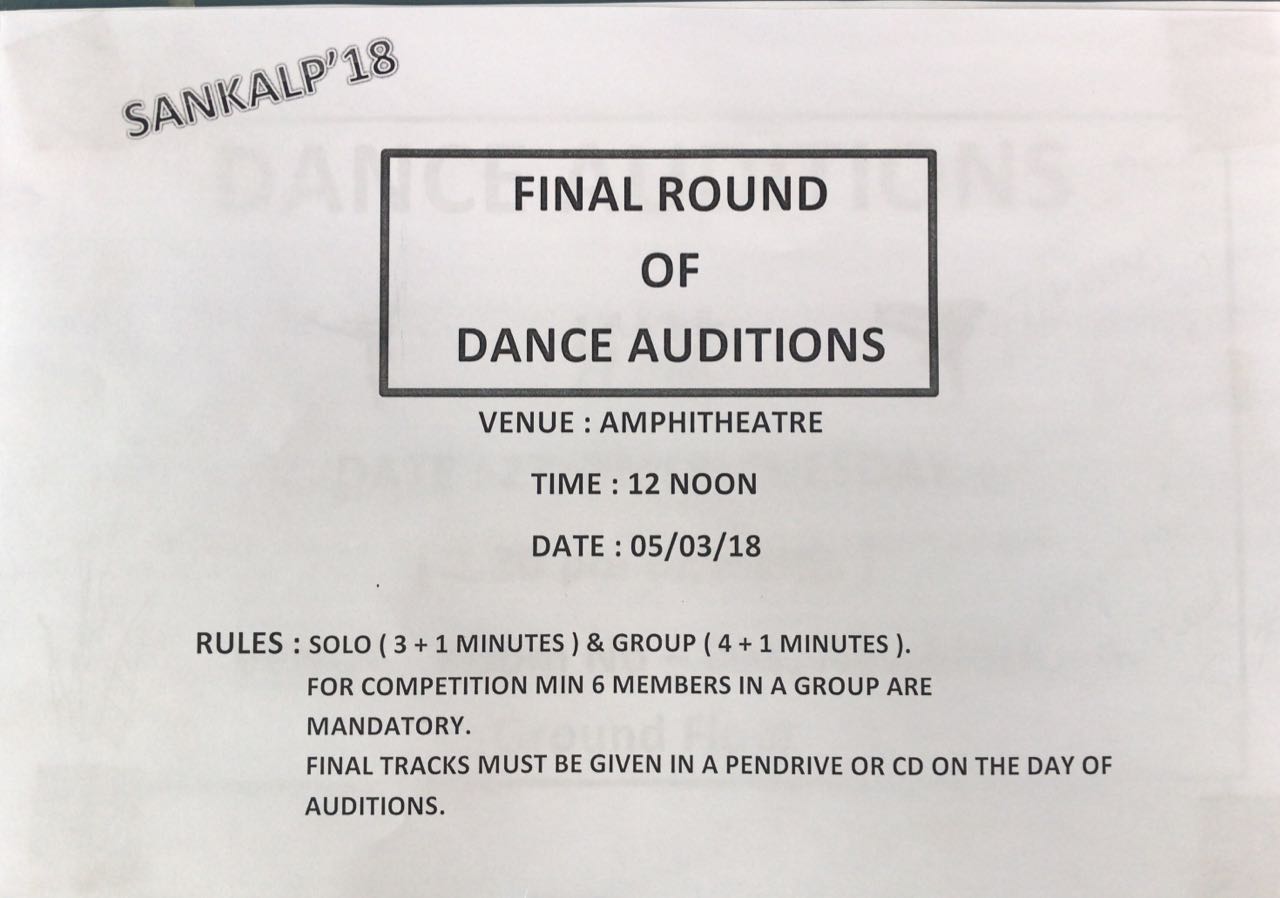 SANKALP'18
FINAL ROUND
OF
DANCE AUDITIONS
VENUE : AMPHITHEATRE
TIME : 12 NOON
DATE : 05/03/18
RULES : SOLO ( 3 + 1 MINUTES ) & GROUP ( 4 + 1 MINUTES ).
FOR COMPETITION MIN 6 MEMBERS IN A GROUP ARE
MANDATORY.
FINAL TRACKS MUST BE GIVEN IN A PENDRIVE OR CD ON THE DAY OF
AUDITIONS.